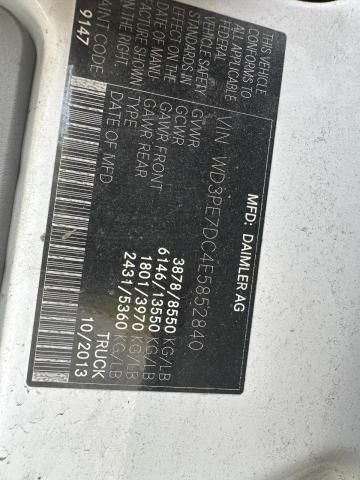 MFD: DAIMLER AG
VIN WD3PE7DC4E5852840
GVWR 3878/8550 KG/LB
GCWR 6146/13550 KG/LB
GAWR FRONT 1801/3970 KG/LB
GAWR REAR 2431/5360 KG/LB
TYPE TRUCK
DATE OF MFD. 10/2013
THIS VEHICLE
CONFORMS TO
ALL APPLICABLE
FEDERAL
VEHICLE SAFETY
STANDARDS IN
EFFECT ON THE
DATE OF MANU-
FACTURE SHOWN
IN THE RIGHT.
PAINT CODE
9147